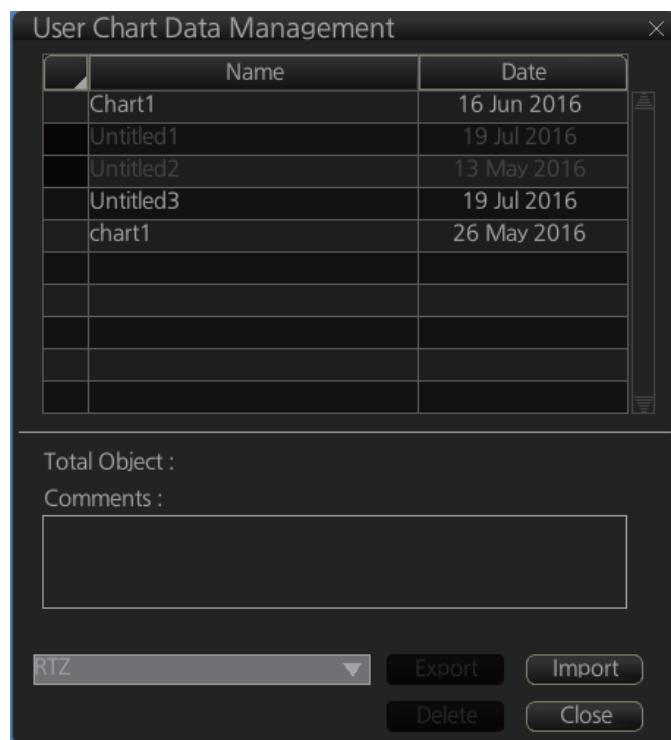 User Chart Data Management
Name Date
Chart1 16 Jun 2016
Untitled1 19 Jul 2016
Untitled2 13 May 2016
Untitled3 19 Jul 2016
chart1 26 May 2016
Total Object :
Comments :
RTZ Export Import
Delete Close